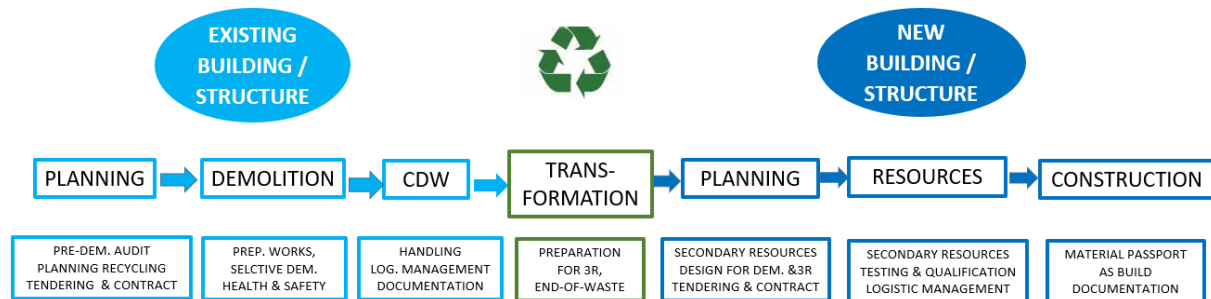 EXISTING
BUILDING /
STRUCTURE
NEW
BUILDING /
STRUCTURE
PLANNING
DEMOLITION
CDW
TRANS-
FORMATION
PLANNING
RESOURCES
CONSTRUCTION
PRE-DEM. AUDIT
PLANNING RECYCLING
TENDERING & CONTRACT
PREP. WORKS,
SELCTIVE DEM.
HEALTH & SAFETY
HANDLING
LOG. MANAGEMENT
DOCUMENTATION
PREPARATION
FOR 3R,
END-OF-WASTE
SECONDARY RESOURCES
DESIGN FOR DEM. &3R
TENDERING & CONTRACT
SECONDARY RESOURCES
TESTING & QUALIFICATION
LOGISTIC MANAGEMENT
MATERIAL PASSPORT
AS BUILD
DOCUMENTATION